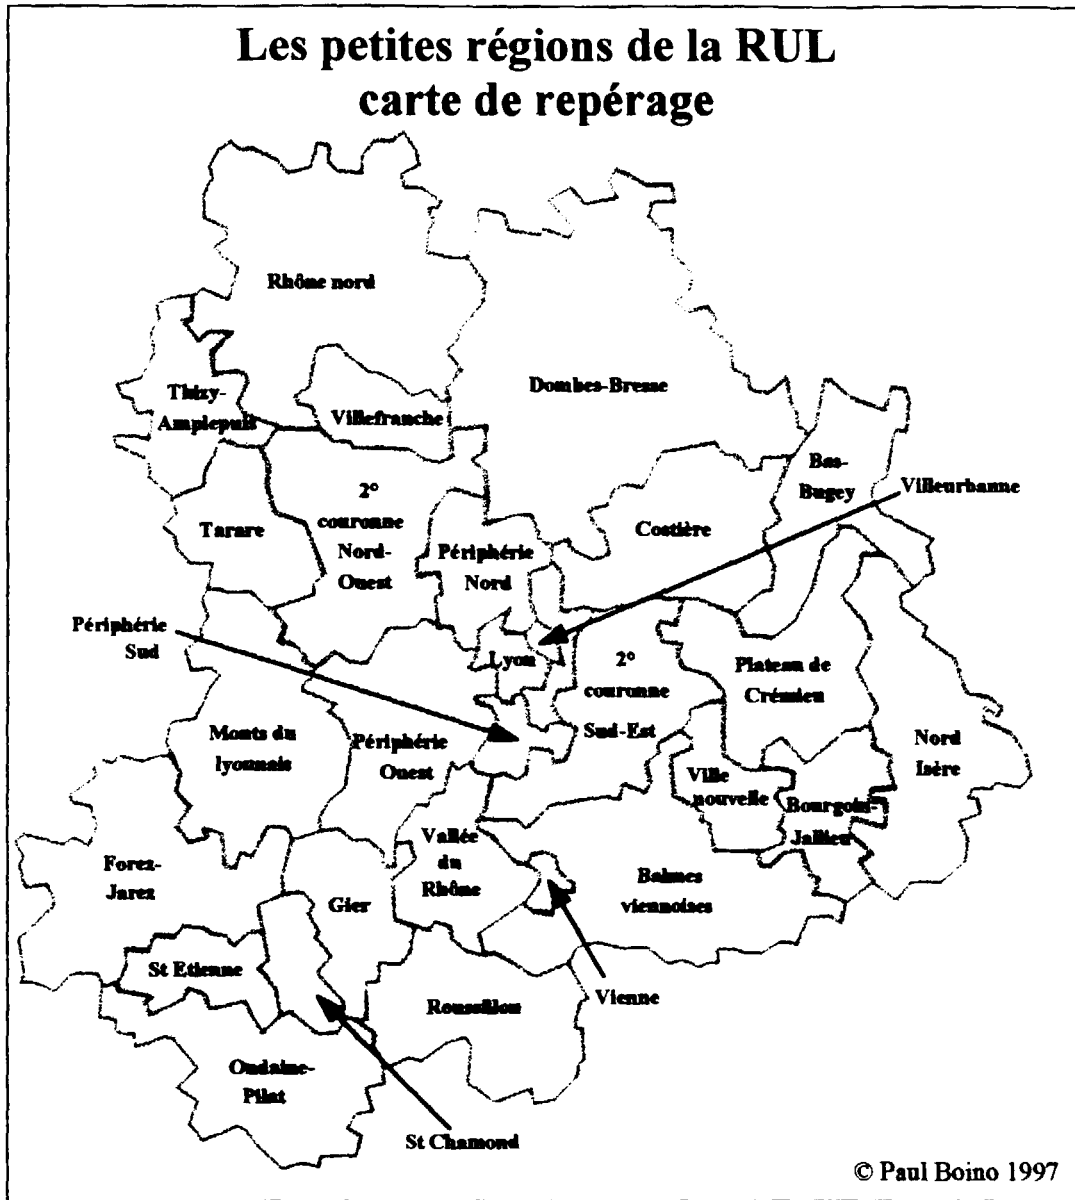 Les petites régions de la RUL
carte de repérage
Rhône nord
Thizy-
Amplepuis
Villefranche
Dombes-Bresse
Bas-
Bugey
Villeurbanne
Tarare
2°
couronne
Nord-
Ouest
Périphérie
Nord
Costière
Périphérie
Sud
Lyon
2°
couronne
Sud-Est
Plateau de
Crémieu
Monts du
lyonnais
Périphérie
Ouest
Ville
nouvelle
Nord
Isère
Bourgoin-
Jallieu
Forez-
Jarez
Gier
Vallée
du
Rhône
Balmes
viennoises
St Etienne
Vienne
Roussillon
Ondaine-
Pilat
St Chamond
© Paul Boino 1997